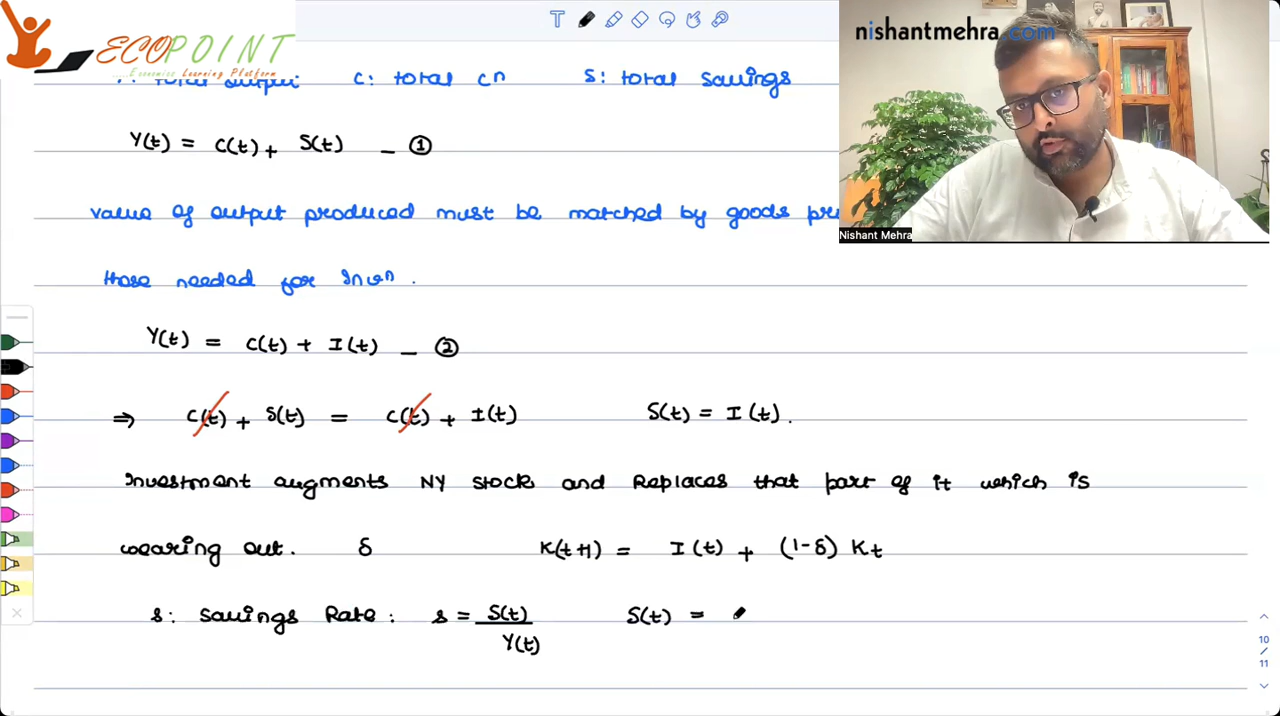 ECOPOINT
.....Economics Learning Platform
nishantmehra.com
Nishant Mehra
total output C: total cⁿ S: total savings
Y(t) = C(t) + S(t) — ①
value of output produced must be matched by goods
those needed for Invⁿ.
Y(t) = C(t) + I(t) — ②
⇒ C(t) + S(t) = C(t) + I(t) S(t) = I(t).
Investment augments NY stock and Replaces that part of it which is
wearing out. δ K(t+1) = I(t) + (1-δ) Kt
s: Savings Rate: s = S(t)/Y(t) S(t) =
10
/
11